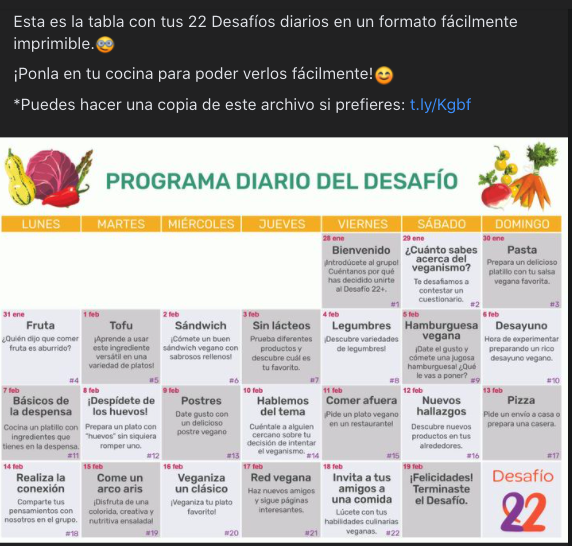 Esta es la tabla con tus 22 Desafíos diarios en un formato fácilmente
imprimible.
¡Ponla en tu cocina para poder verlos fácilmente!
*Puedes hacer una copia de este archivo si prefieres: t.ly/Kgbf
PROGRAMA DIARIO DEL DESAFÍO
LUNES MARTES MIÉRCOLES JUEVES VIERNES SÁBADO DOMINGO
28 ene
Bienvenido
¡Introdúcete al grupo!
Cuéntanos por qué
has decidido unirte
al Desafío 22+.
#1
29 ene
¿Cuánto sabes
acerca del
veganismo?
Te desafiamos a
contestar un
cuestionario.
#2
30 ene
Pasta
Prepara un delicioso
platillo con tu salsa
vegana favorita.
#3
31 ene
Fruta
¿Quién dijo que comer
fruta es aburrido?
#4
1 feb
Tofu
¡Aprende a usar
este ingrediente
versátil en una
variedad de platos!
#5
2 feb
Sándwich
¡Cómete un buen
sándwich vegano con
sabrosos rellenos!
#6
3 feb
Sin lácteos
Prueba diferentes
productos y
descubre cuál es
tu favorito.
#7
4 feb
Legumbres
¡Descubre variedades
de legumbres!
#8
5 feb
Hamburguesa
vegana
¡Date el gusto y
cómete una jugosa
hamburguesa! ¿Qué
le vas a poner?
#9
6 feb
Desayuno
Hora de experimentar
preparando un rico
desayuno vegano.
#10
7 feb
Básicos de
la despensa
Cocina un platillo con
ingredientes que
tienes en la despensa.
#11
8 feb
¡Despídete de
los huevos!
Prepara un plato con
"huevos" sin siquiera
romper uno.
#12
9 feb
Postres
Date gusto con
un delicioso
postre vegano
#13
10 feb
Hablemos
del tema
Cuéntale a alguien
cercano sobre tu
decisión de intentar
el veganismo.
#14
11 feb
Comer afuera
¡Pide un plato vegano
en un restaurante!
#15
12 feb
Nuevos
hallazgos
Descubre nuevos
productos en tus
alrededores.
#16
13 feb
Pizza
Pide un envío a casa o
prepara una casera.
#17
14 feb
Realiza la
conexión
Comparte tus
pensamientos con
nosotros en el grupo.
#18
15 feb
Come un
arco aris
¡Disfruta de una
colorida, creativa y
nutritiva ensalada!
#19
16 feb
Veganiza
un clásico
¡Veganiza tu plato
favorito!
#20
17 feb
Red vegana
Haz nuevos amigos
y sigue páginas
interesantes.
#21
18 feb
Invita a tus
amigos a
una comida
Lúcete con tus
habilidades culinarias
veganas.
#22
19 feb
¡Felicidades!
Terminaste
el Desafío.
Desafío
22